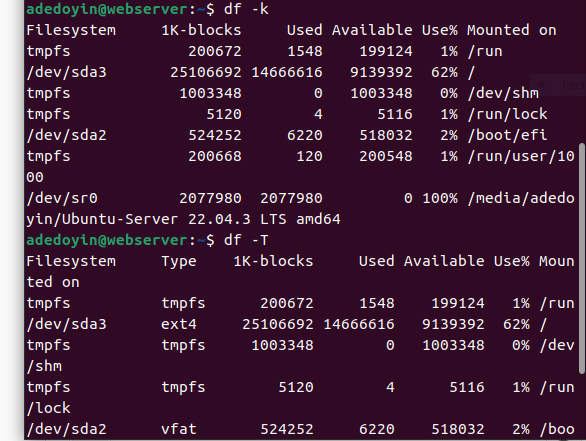 adedoyin@webserver:~$ df -k
Filesystem     1K-blocks     Used Available Use% Mounted on
tmpfs             200672     1548    199124   1% /run
/dev/sda3       25106692 14666616   9139392  62% /
tmpfs            1003348        0   1003348   0% /dev/shm
tmpfs               5120        4      5116   1% /run/lock
/dev/sda2         524252     6220    518032   2% /boot/efi
tmpfs             200668      120    200548   1% /run/user/10
00
/dev/sr0         2077980  2077980         0 100% /media/adedo
yin/Ubuntu-Server 22.04.3 LTS amd64
adedoyin@webserver:~$ df -T
Filesystem     Type     1K-blocks     Used Available Use% Moun
ted on
tmpfs          tmpfs       200672     1548    199124   1% /run
/dev/sda3      ext4      25106692 14666616   9139392  62% /
tmpfs          tmpfs      1003348        0   1003348   0% /dev
/shm
tmpfs          tmpfs         5120        4      5116   1% /run
/lock
/dev/sda2      vfat        524252     6220    518032   2% /boo